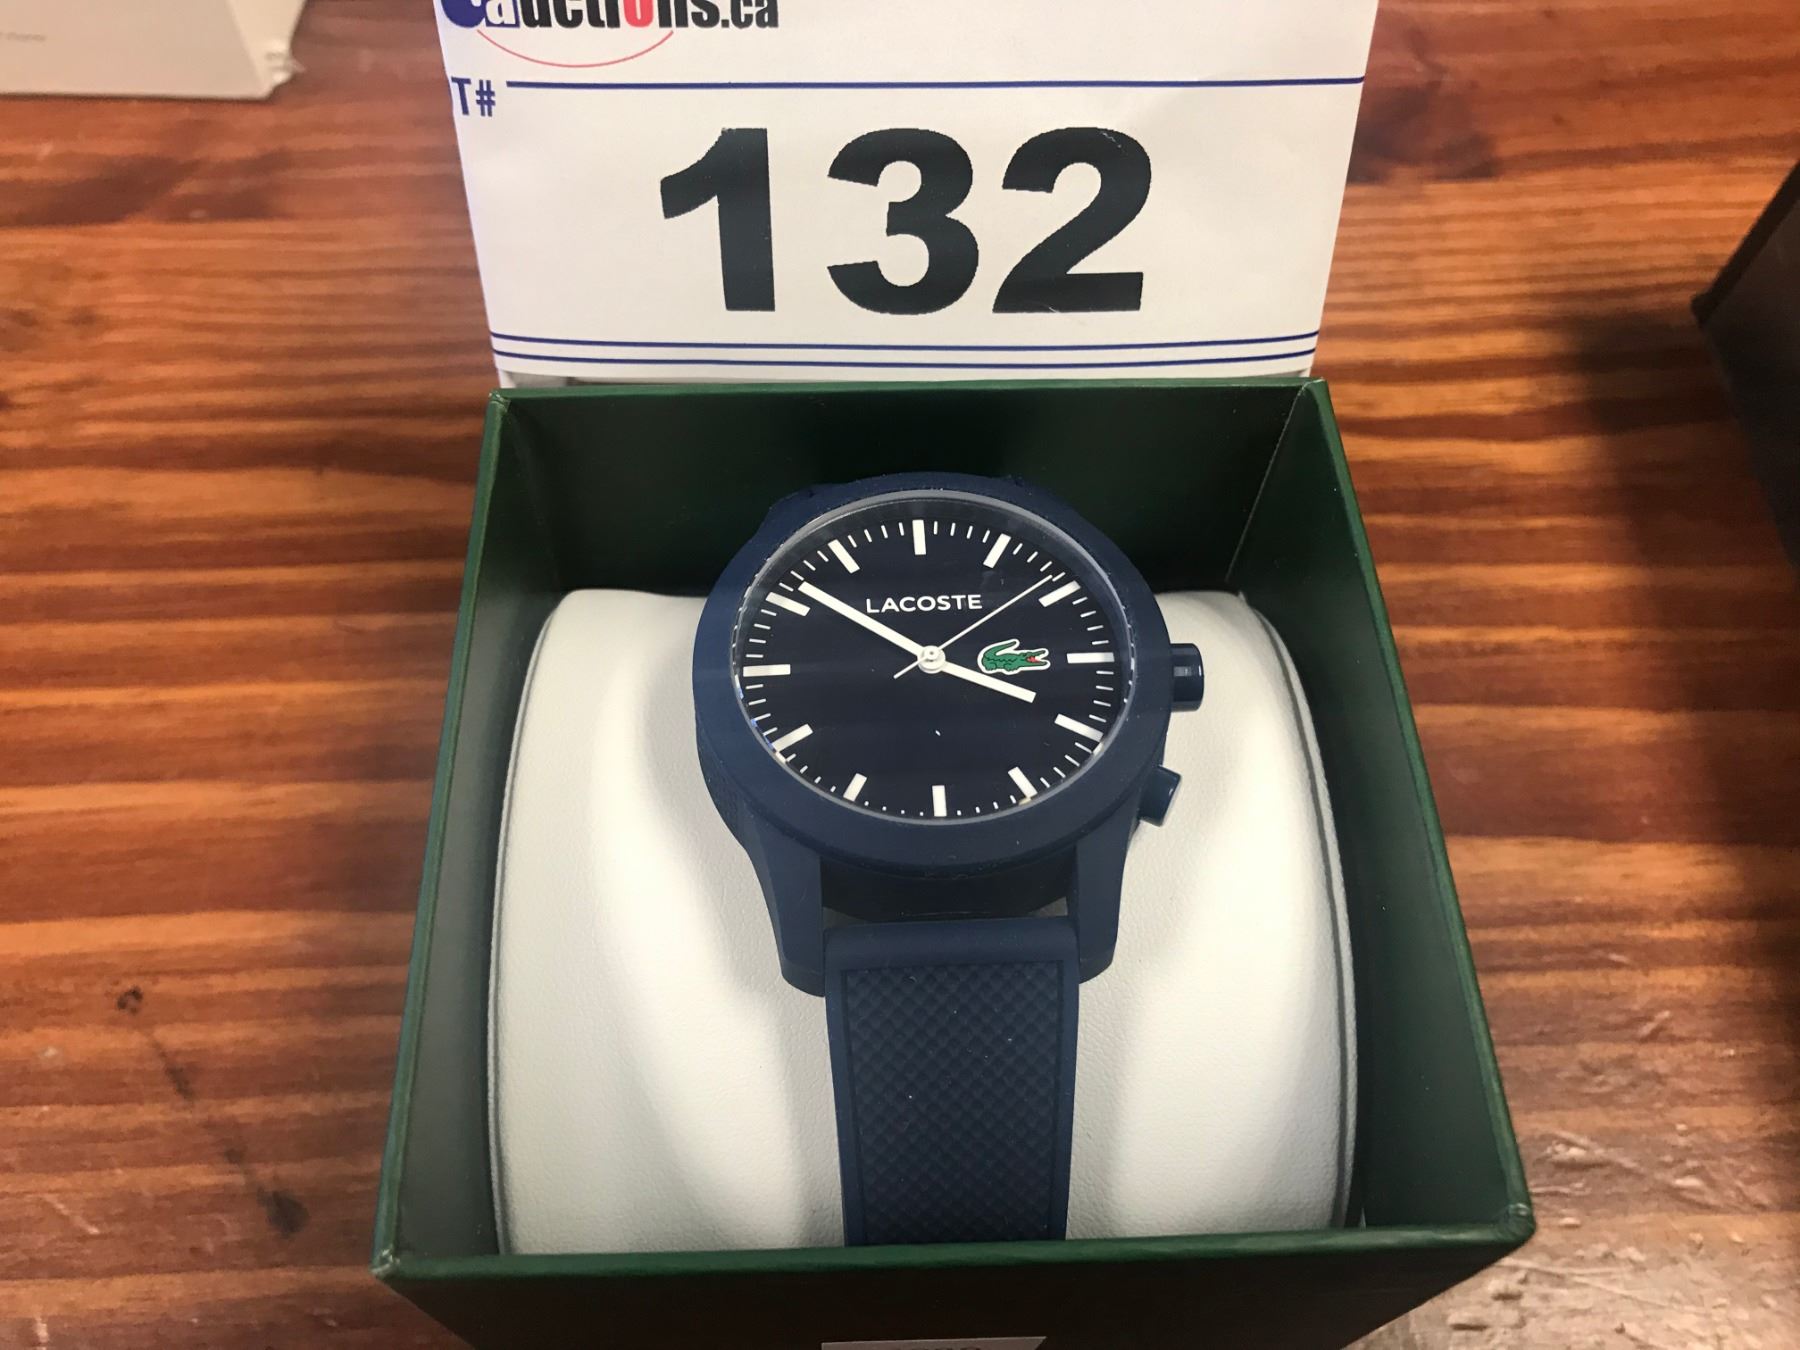 auctions.ca
T#
132
LACOSTE